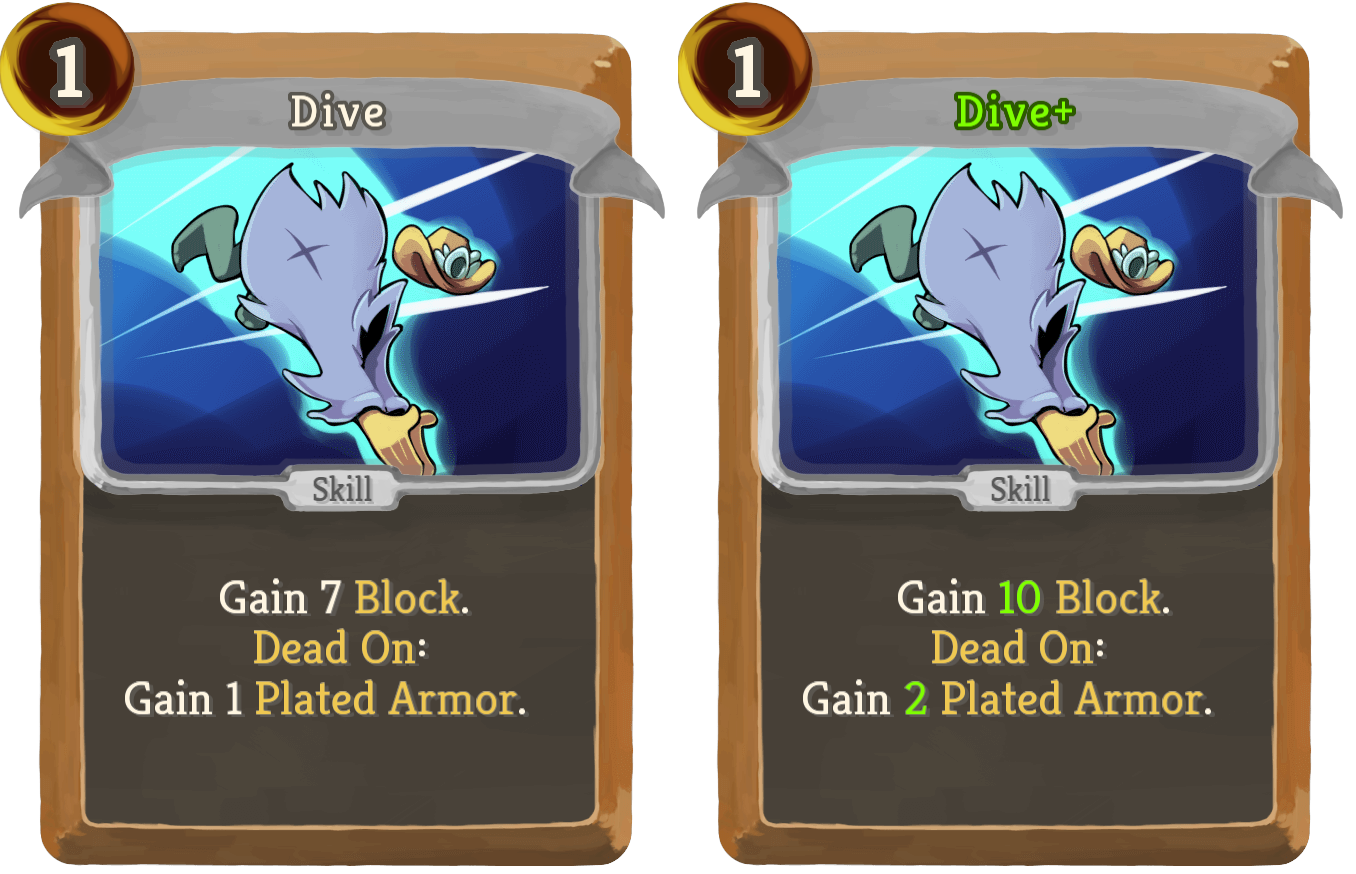 1
Dive
Skill
Gain 7 Block.
Dead On:
Gain 1 Plated Armor.
1
Dive+
Skill
Gain 10 Block.
Dead On:
Gain 2 Plated Armor.